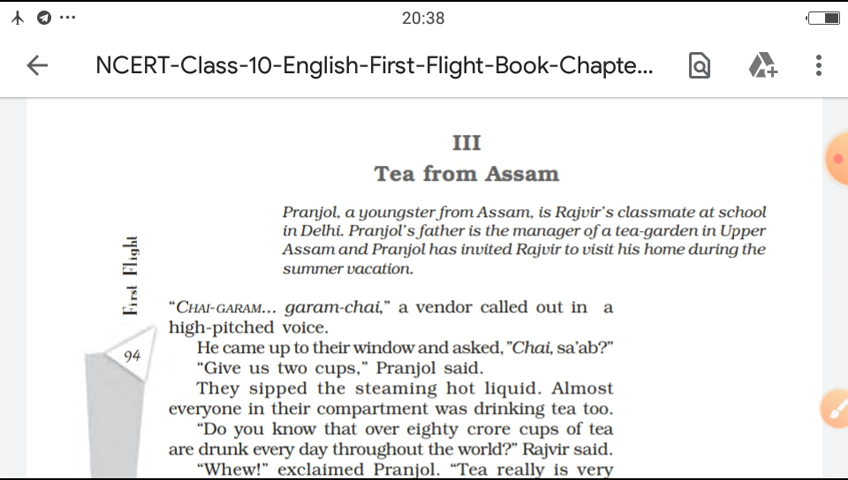 20:38
NCERT-Class-10-English-First-Flight-Book-Chapte...
III
Tea from Assam
Pranjol, a youngster from Assam, is Rajvir's classmate at school
in Delhi. Pranjol's father is the manager of a tea-garden in Upper
Assam and Pranjol has invited Rajvir to visit his home during the
summer vacation.
First Flight
94
“CHAI-GARAM... garam-chai,” a vendor called out in a
high-pitched voice.
He came up to their window and asked, ”Chai, sa’ab?”
“Give us two cups,” Pranjol said.
They sipped the steaming hot liquid. Almost
everyone in their compartment was drinking tea too.
“Do you know that over eighty crore cups of tea
are drunk every day throughout the world?” Rajvir said.
“Whew!” exclaimed Pranjol. “Tea really is very